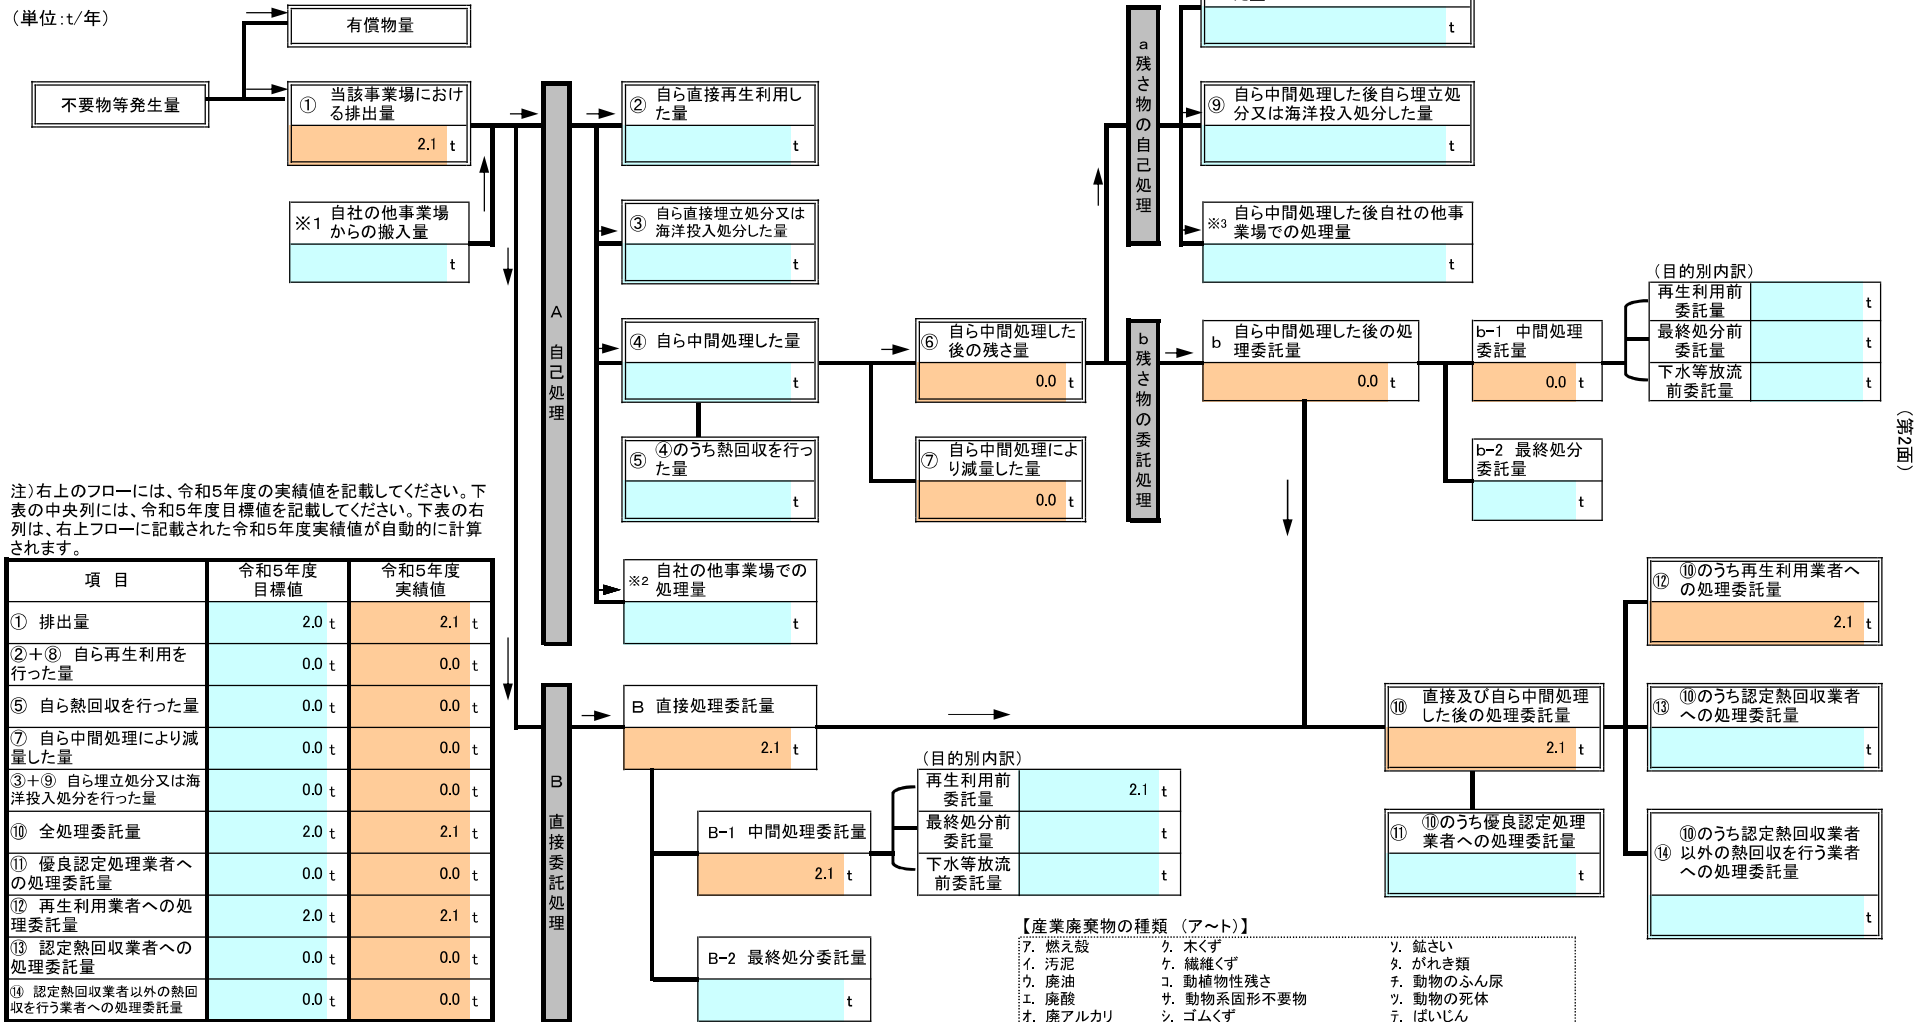 (単位:t/年)
有償物量
不要物等発生量
① 当該事業場におけ
る排出量
2.1 t
※1 自社の他事業場
からの搬入量
t
A 自己処理
② 自ら直接再生利用し
た量
t
③ 自ら直接埋立処分又は
海洋投入処分した量
t
④ 自ら中間処理した量
t
⑤ ④のうち熱回収を行っ
た量
t
※2 自社の他事業場での
処理量
t
⑥ 自ら中間処理した
後の残さ量
0.0 t
⑦ 自ら中間処理によ
り減量した量
0.0 t
a 残さ物の自己処理
t
⑨ 自ら中間処理した後自ら埋立処
分又は海洋投入処分した量
t
※3 自ら中間処理した後自社の他事
業場での処理量
t
b 残さ物の委託処理
b 自ら中間処理した後の処
理委託量
0.0 t
b-1 中間処理
委託量
0.0 t
(目的別内訳)
再生利用前
委託量
t
最終処分前
委託量
t
下水等放流
前委託量
t
b-2 最終処分
委託量
t
(第2面)
注)右上のフローには、令和5年度の実績値を記載してください。下
表の中央列には、令和5年度目標値を記載してください。下表の右
列は、右上フローに記載された令和5年度実績値が自動的に計算
されます。
項 目
令和5年度
目標値
令和5年度
実績値
① 排出量
2.0 t 2.1 t
②+⑧ 自ら再生利用を
行った量
0.0 t 0.0 t
⑤ 自ら熱回収を行った量
0.0 t 0.0 t
⑦ 自ら中間処理により減
量した量
0.0 t 0.0 t
③+⑨ 自ら埋立処分又は海
洋投入処分を行った量
0.0 t 0.0 t
⑩ 全処理委託量
2.0 t 2.1 t
⑪ 優良認定処理業者へ
の処理委託量
0.0 t 0.0 t
⑫ 再生利用業者への処
理委託量
2.0 t 2.1 t
⑬ 認定熱回収業者への
処理委託量
0.0 t 0.0 t
⑭ 認定熱回収業者以外の熱回
収を行う業者への処理委託量
0.0 t 0.0 t
B 直接委託処理
B 直接処理委託量
2.1 t
B-1 中間処理委託量
2.1 t
(目的別内訳)
再生利用前
委託量
2.1 t
最終処分前
委託量
t
下水等放流
前委託量
t
B-2 最終処分委託量
t
⑩ 直接及び自ら中間処理
した後の処理委託量
2.1 t
⑪ ⑩のうち優良認定処理
業者への処理委託量
t
⑫ ⑩のうち再生利用業者へ
の処理委託量
2.1 t
⑬ ⑩のうち認定熱回収業者
への処理委託量
t
⑭ ⑩のうち認定熱回収業者
以外の熱回収を行う業者
への処理委託量
t
【産業廃棄物の種類 (ア～ト)】
ア. 燃え殻 ク. 木くず ソ. 鉱さい
イ. 汚泥 ケ. 繊維くず タ. がれき類
ウ. 廃油 コ. 動植物性残さ チ. 動物のふん尿
エ. 廃酸 サ. 動物系固形不要物 ツ. 動物の死体
オ. 廃アルカリ シ. ゴムくず テ. ばいじん